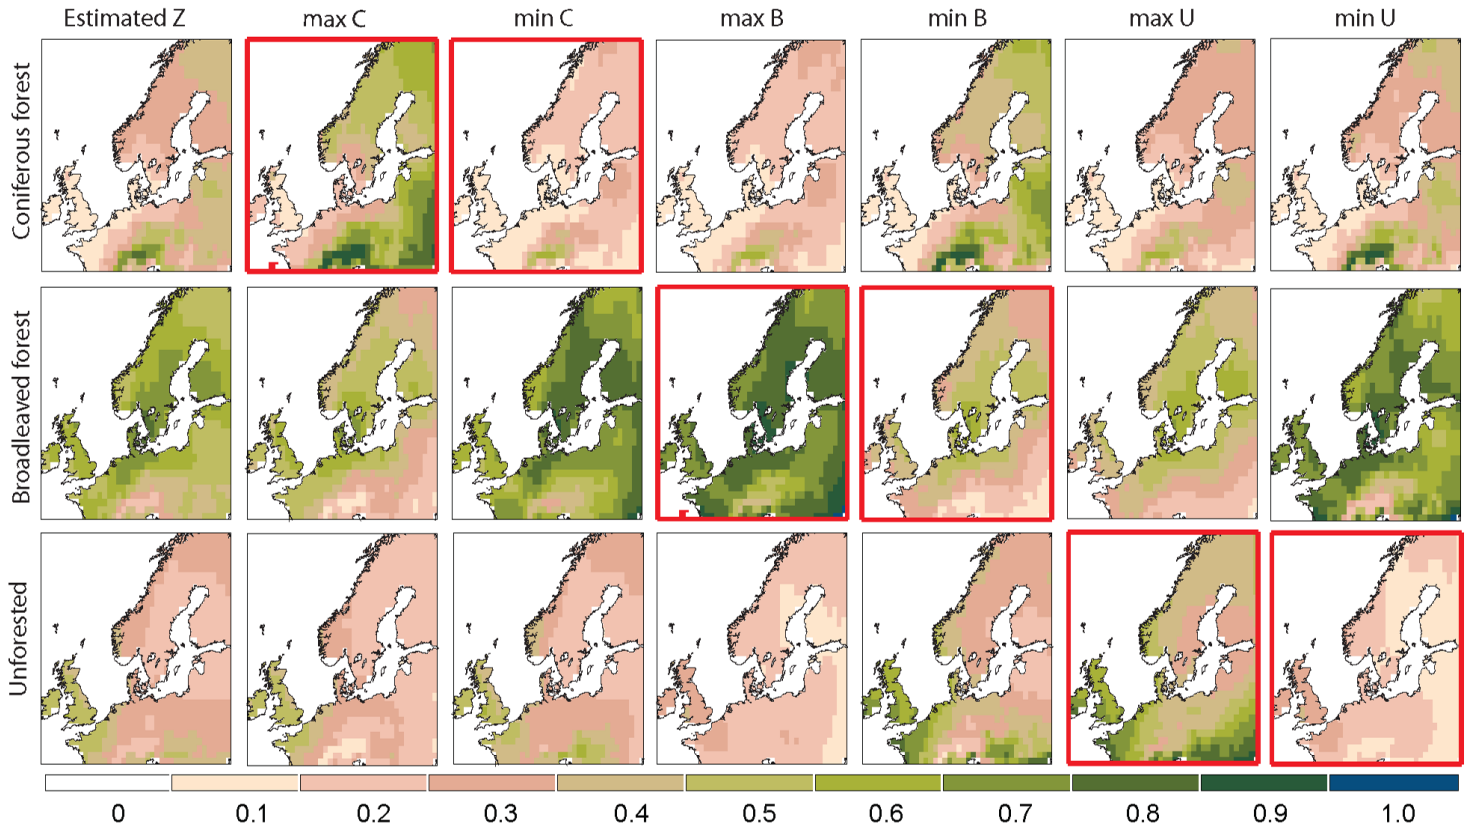 Estimated Z max C min C max B min B max U min U
Coniferous forest
Broadleaved forest
Unforested
0 0.1 0.2 0.3 0.4 0.5 0.6 0.7 0.8 0.9 1.0